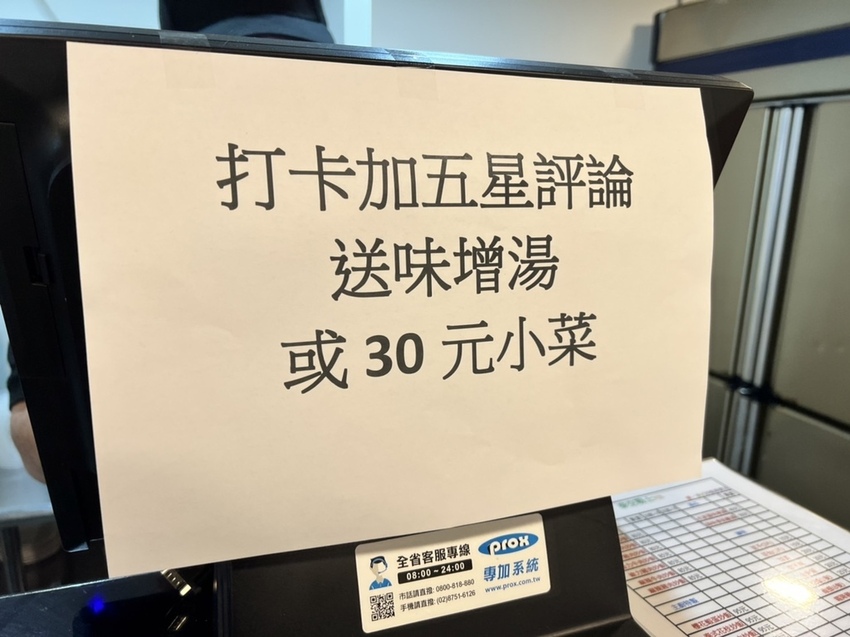 打卡加五星評論
送味增湯
或 30 元小菜
全省客服專線
08:00 ~ 24:00
市話請直撥: 0800-818-880
手機請直撥: (02)8751-6126
prox
專加系統
www.prox.com.tw